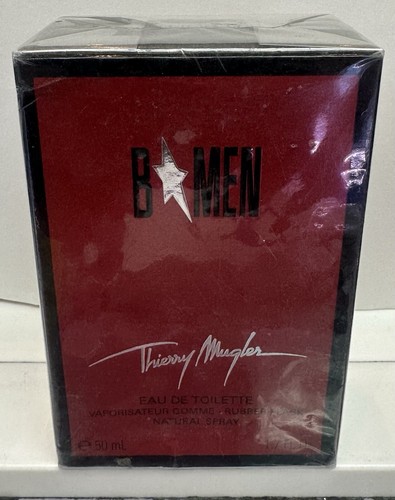 B★MEN
Thierry Mugler
EAU DE TOILETTE
VAPORISATEUR GOMME - RUBBER
NATURAL SPRAY
e 50 mL